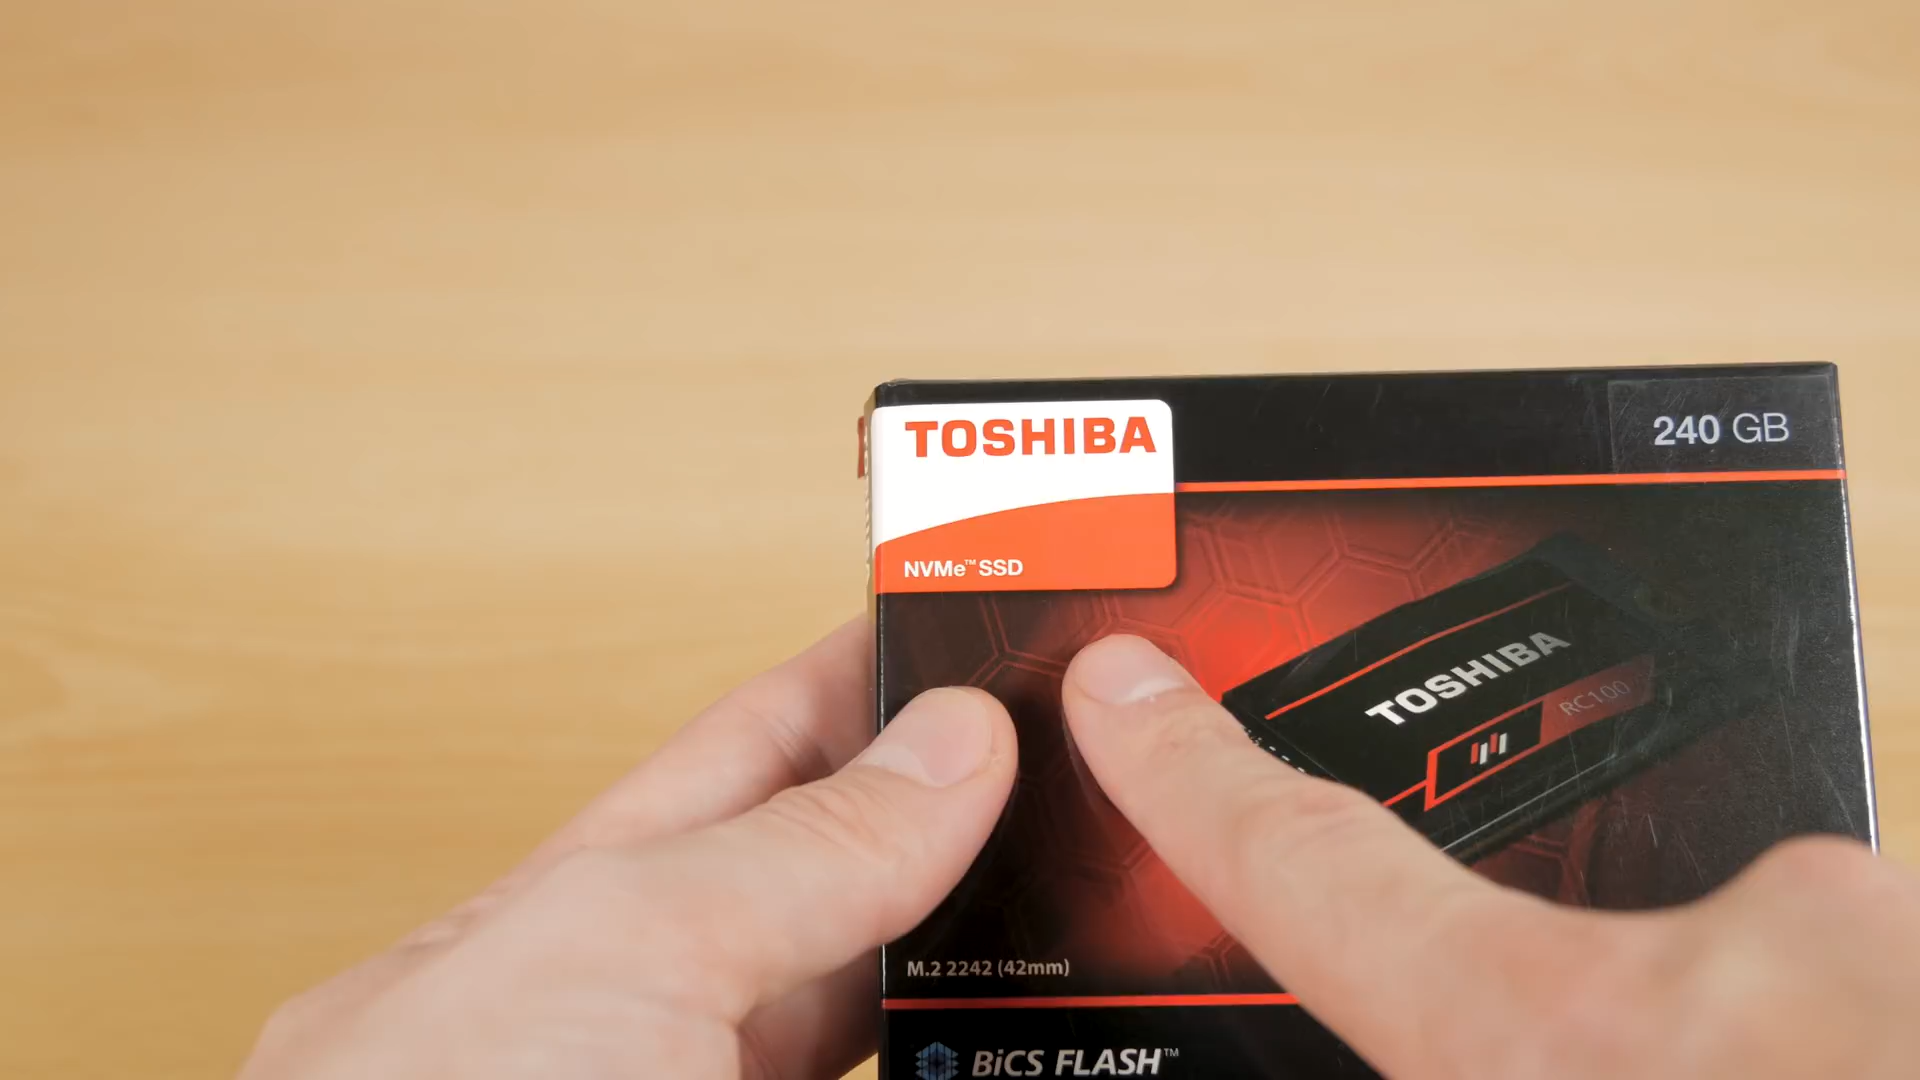 TOSHIBA
240 GB
NVMe™ SSD
TOSHIBA
RC100
M.2 2242 (42mm)
BiCS FLASH™